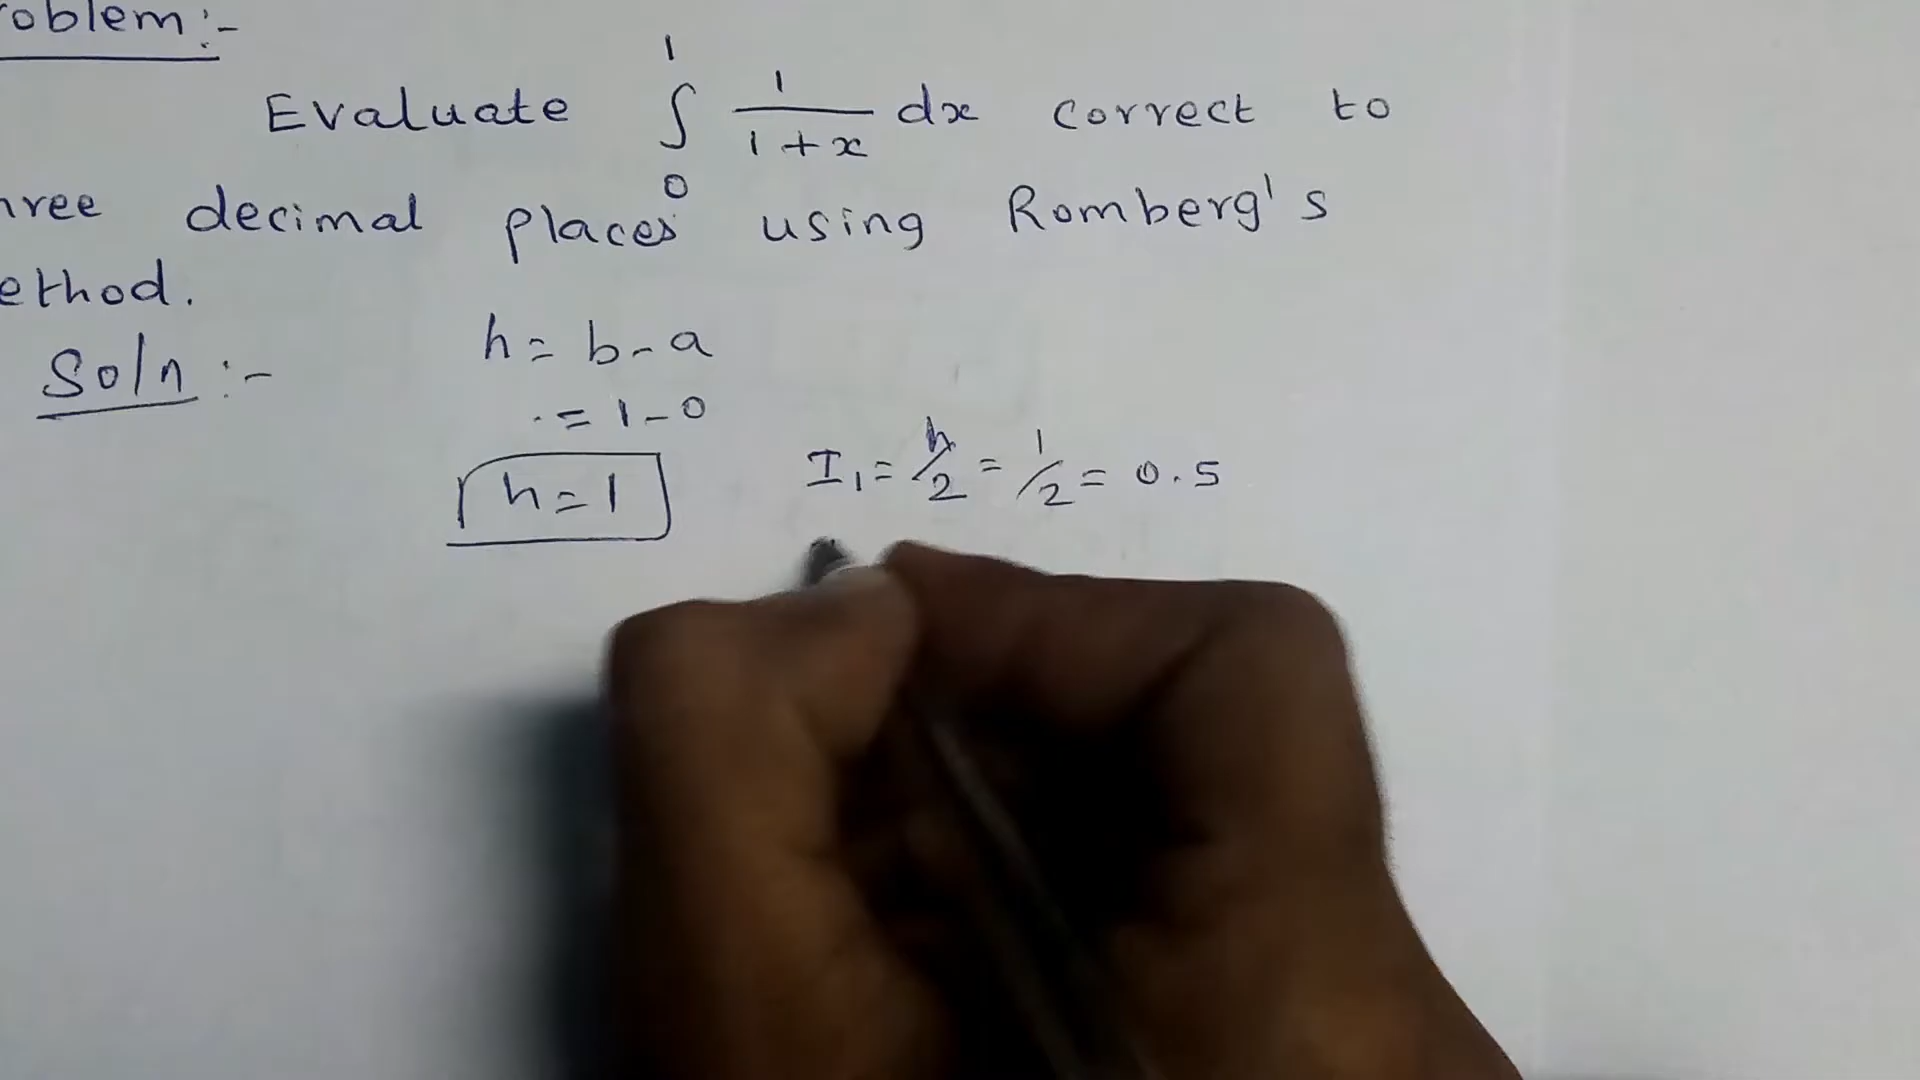 oblem:-
Evaluate ∫₀¹ 1/(1+x) dx correct to
hree decimal places using Romberg's
ethod.
Soln:-
h = b - a
= 1 - 0
h = 1
I₁ = h/2 = 1/2 = 0.5